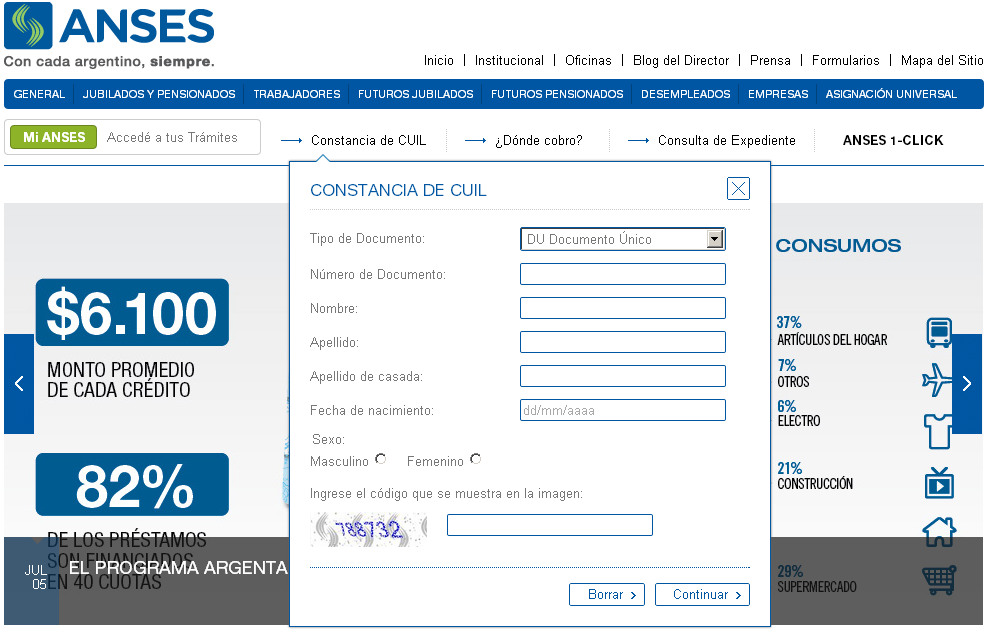 ANSES
Con cada argentino, siempre.
Inicio | Institucional | Oficinas | Blog del Director | Prensa | Formularios | Mapa del Sitio
GENERAL JUBILADOS Y PENSIONADOS TRABAJADORES FUTUROS JUBILADOS FUTUROS PENSIONADOS DESEMPLEADOS EMPRESAS ASIGNACIÓN UNIVERSAL
Mi ANSES Accedé a tus Trámites Constancia de CUIL ¿Dónde cobro? Consulta de Expediente ANSES 1-CLICK
$6.100
MONTO PROMEDIO
DE CADA CRÉDITO
82%
DE LOS PRÉSTAMOS
SON FINANCIADOS
EN 40 CUOTAS
JUL
05
EL PROGRAMA ARGENTA
CONSTANCIA DE CUIL
Tipo de Documento: DU Documento Único
Número de Documento:
Nombre:
Apellido:
Apellido de casada:
Fecha de nacimiento: dd/mm/aaaa
Sexo:
Masculino Femenino
Ingrese el código que se muestra en la imagen:
788732
Borrar Continuar
CONSUMOS
37%
ARTÍCULOS DEL HOGAR
7%
OTROS
6%
ELECTRO
21%
CONSTRUCCIÓN
29%
SUPERMERCADO